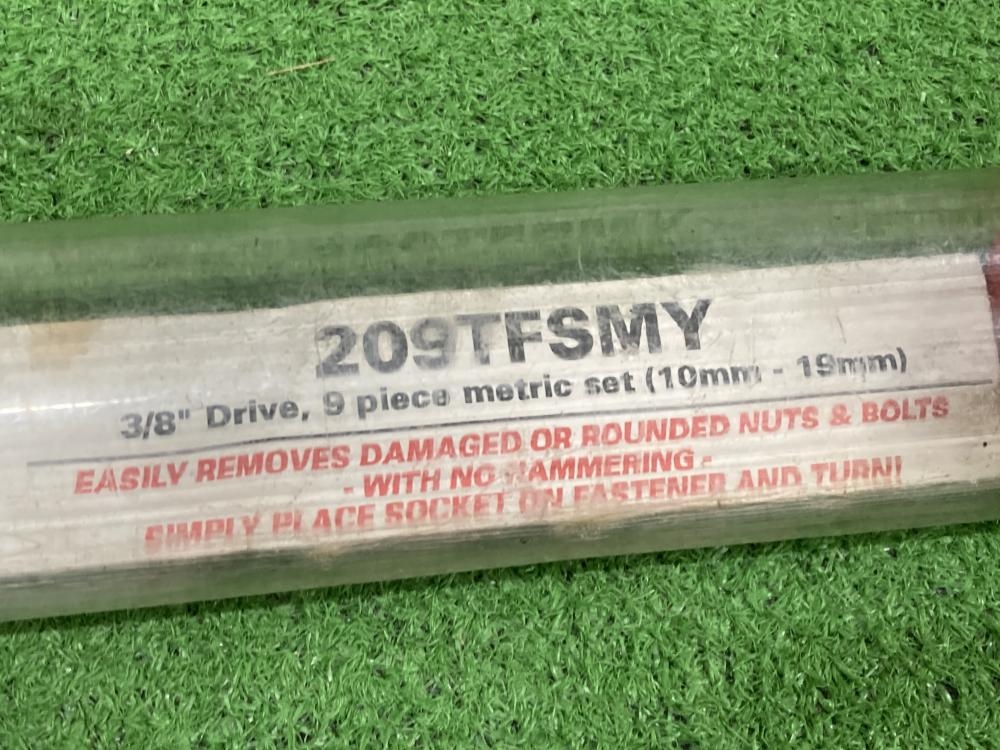 209TFSMY
3/8" Drive, 9 piece metric set (10mm - 19mm)
EASILY REMOVES DAMAGED OR ROUNDED NUTS & BOLTS
- WITH NO HAMMERING -
SIMPLY PLACE SOCKET ON FASTENER AND TURN!